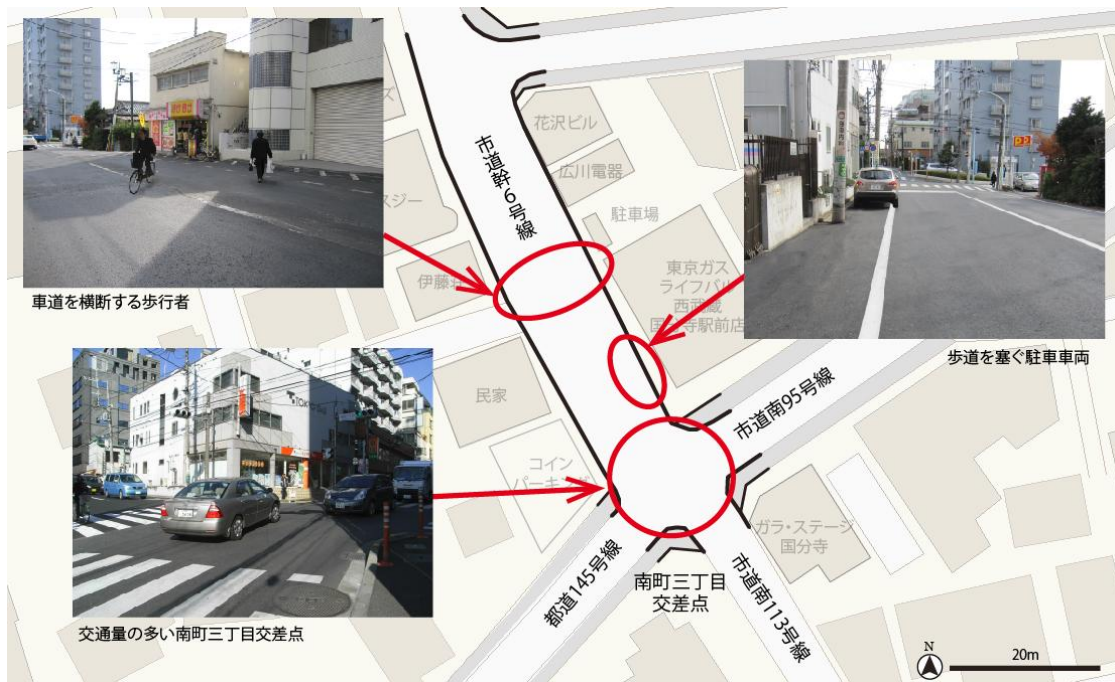 車道を横断する歩行者
歩道を塞ぐ駐車車両
交通量の多い南町三丁目交差点
市道幹6号線
花沢ビル
広川電器
駐車場
東京ガス
ライフバル
西武蔵
国分寺駅前店
伊藤荘
民家
コイン
パーキング
市道南95号線
ガラ・ステージ
国分寺
都道145号線
南町三丁目
交差点
市道南113号線
N
20m